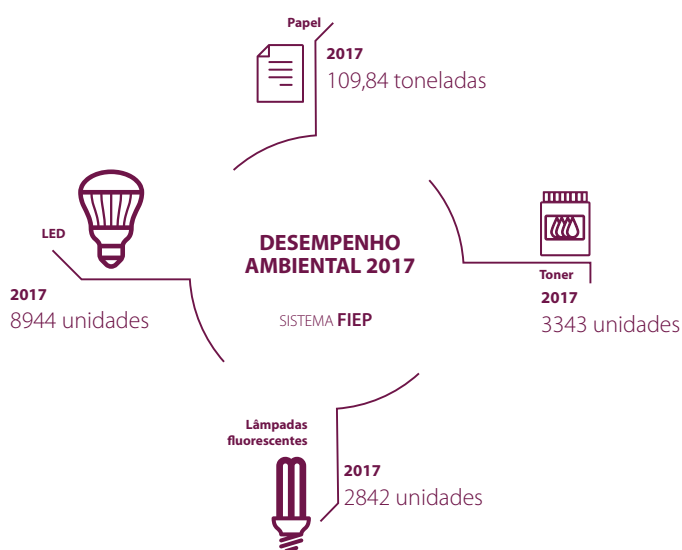 Papel
2017
109,84 toneladas
LED
2017
8944 unidades
DESEMPENHO
AMBIENTAL 2017
SISTEMA FIEP
Toner
2017
3343 unidades
Lâmpadas
fluorescentes
2017
2842 unidades